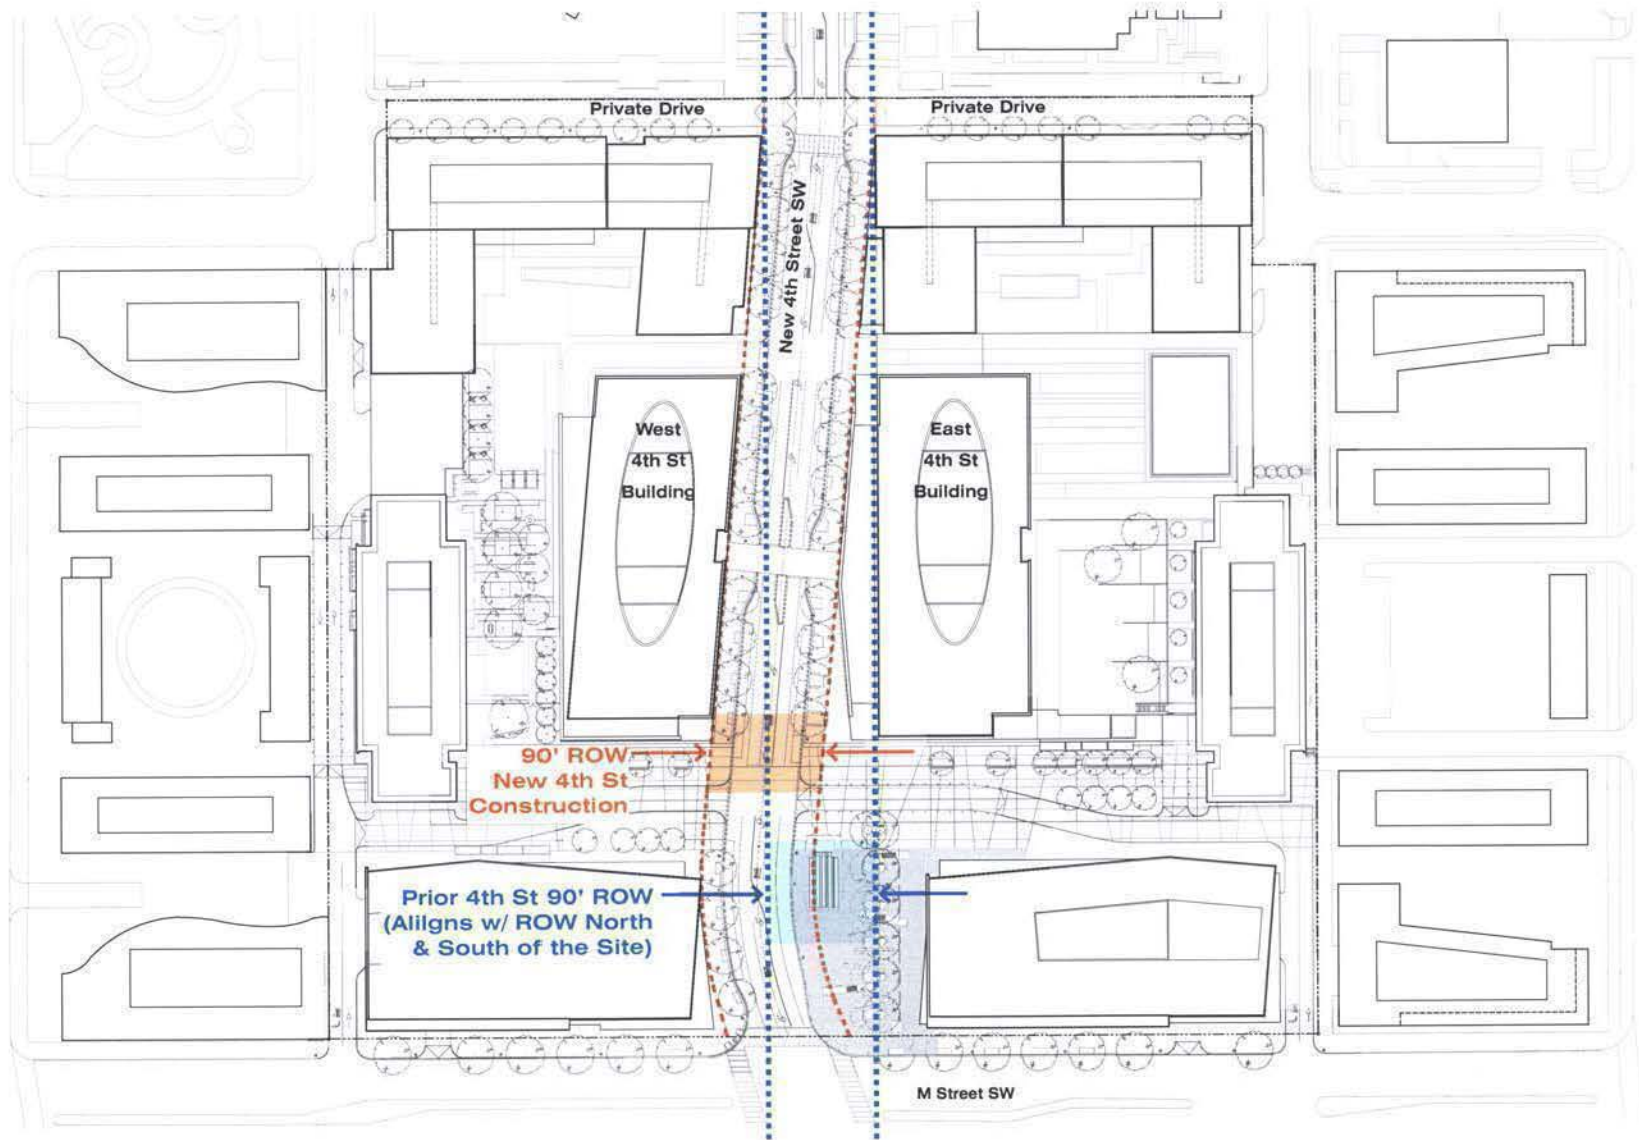 Private Drive
Private Drive
New 4th Street SW
West
4th St
Building
East
4th St
Building
90' ROW
New 4th St
Construction
Prior 4th St 90' ROW
(Alilgns w/ ROW North
& South of the Site)
M Street SW